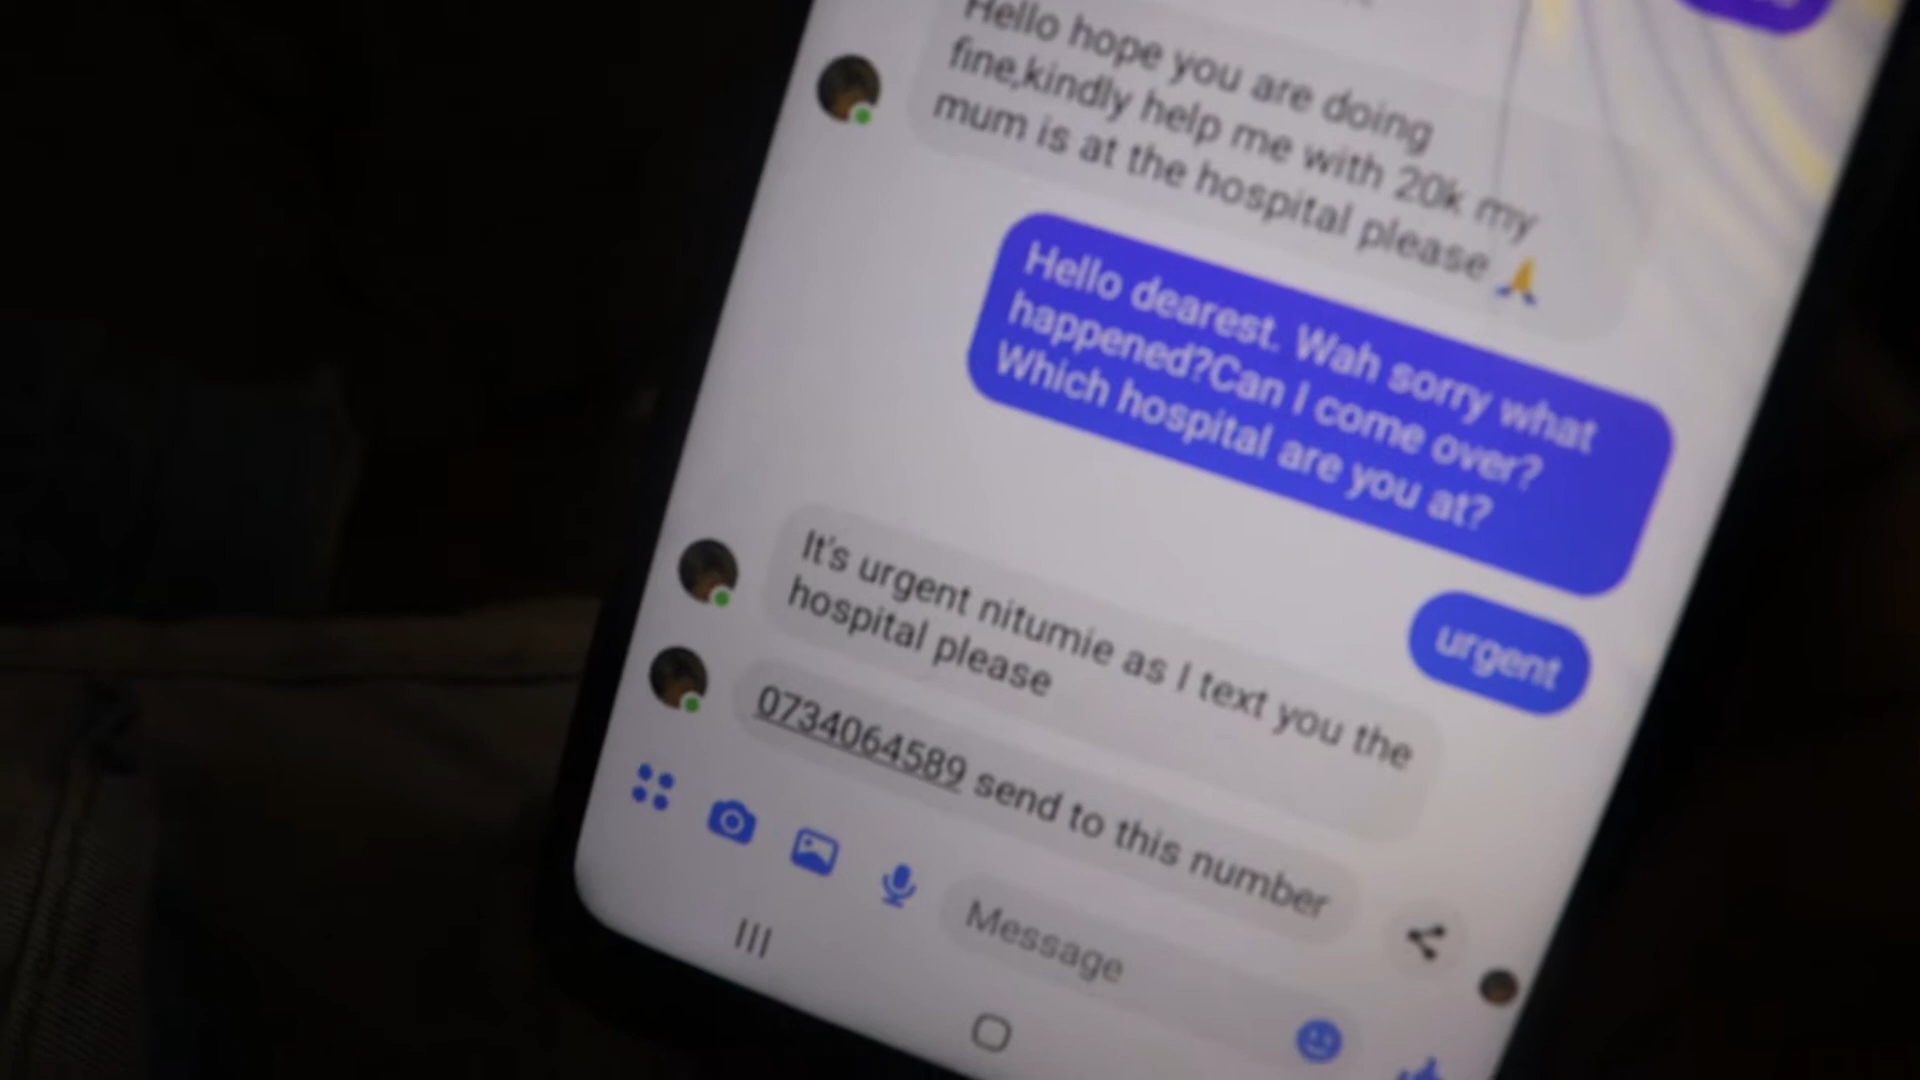 Hello hope you are doing
fine,kindly help me with 20k my
mum is at the hospital please 🙏
Hello dearest. Wah sorry what
happened?Can I come over?
Which hospital are you at?
urgent
It's urgent nitumie as I text you the
hospital please
0734064589 send to this number
Message